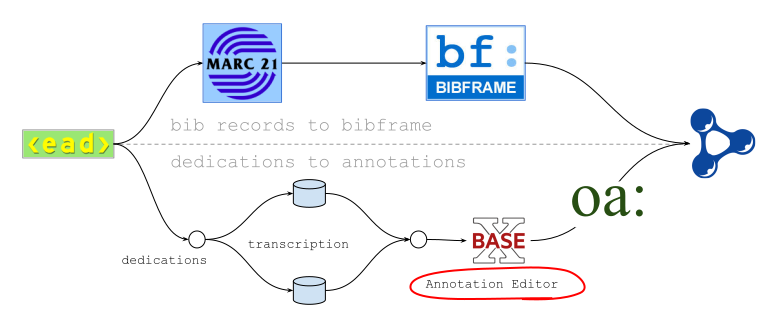 MARC 21
bf:
BIBFRAME
bib records to bibframe
<ead>
dedications to annotations
oa:
transcription
dedications
BASE X
Annotation Editor